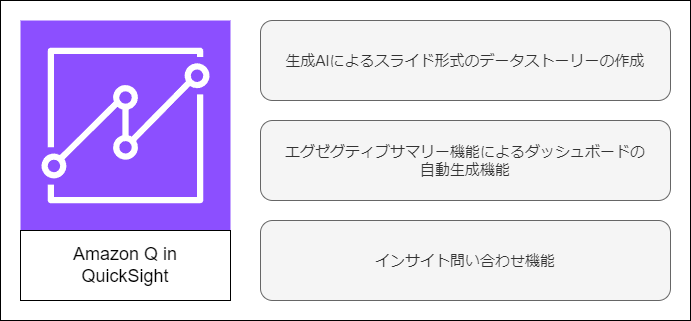 Amazon Q in
QuickSight
生成AIによるスライド形式のデータストーリーの作成
エグゼグティブサマリー機能によるダッシュボードの
自動生成機能
インサイト問い合わせ機能